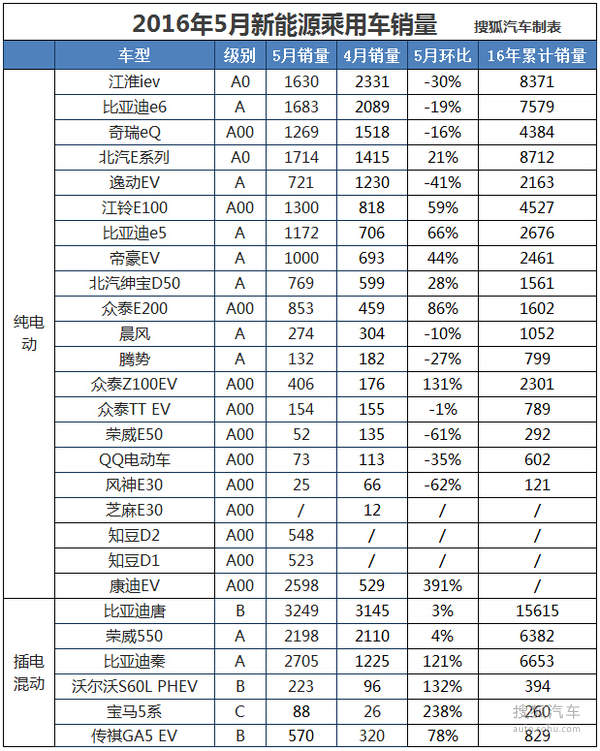 2016年5月新能源乘用车销量 搜狐汽车制表
车型 级别 5月销量 4月销量 5月环比 16年累计销量
江淮iev A0 1630 2331 -30% 8371
比亚迪e6 A 1683 2089 -19% 7579
奇瑞eQ A00 1269 1518 -16% 4384
北汽E系列 A0 1714 1415 21% 8712
逸动EV A 721 1230 -41% 2163
江铃E100 A00 1300 818 59% 4527
比亚迪e5 A 1172 706 66% 2676
帝豪EV A 1000 693 44% 2461
北汽绅宝D50 A 769 599 28% 1561
众泰E200 A00 853 459 86% 1602
纯电
动
晨风 A 274 304 -10% 1052
腾势 A 132 182 -27% 799
众泰Z100EV A00 406 176 131% 2301
众泰TT EV A00 154 155 -1% 789
荣威E50 A00 52 135 -61% 292
QQ电动车 A00 73 113 -35% 602
风神E30 A00 25 66 -62% 121
芝麻E30 A00 / 12 / /
知豆D2 A00 548 / / /
知豆D1 A00 523 / / /
康迪EV A00 2598 529 391% /
比亚迪唐 B 3249 3145 3% 15615
荣威550 A 2198 2110 4% 6382
插电
混动
比亚迪秦 A 2705 1225 121% 6653
沃尔沃S60L PHEV B 223 96 132% 394
宝马5系 C 88 26 238% 260
传祺GA5 EV B 570 320 78% 829
搜狐汽车
auto.sohu.com